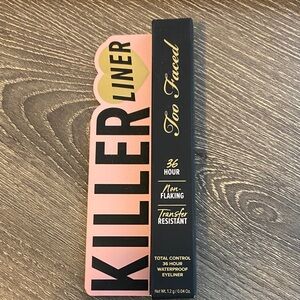 KILLER
LINER
Too Faced
36
HOUR
Non-
FLAKING
Transfer
RESISTANT
TOTAL CONTROL
36 HOUR
WATERPROOF
EYELINER
Net Wt. 1.2 g / 0.04 Oz.